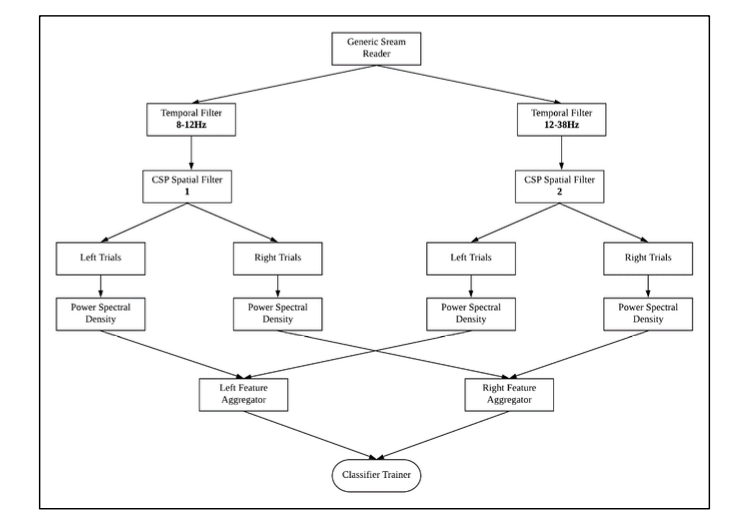 Generic Sream
Reader
Temporal Filter
8-12Hz
Temporal Filter
12-38Hz
CSP Spatial Filter
1
CSP Spatial Filter
2
Left Trials
Right Trials
Left Trials
Right Trials
Power Spectral
Density
Power Spectral
Density
Power Spectral
Density
Power Spectral
Density
Left Feature
Aggregator
Right Feature
Aggregator
Classifier Trainer